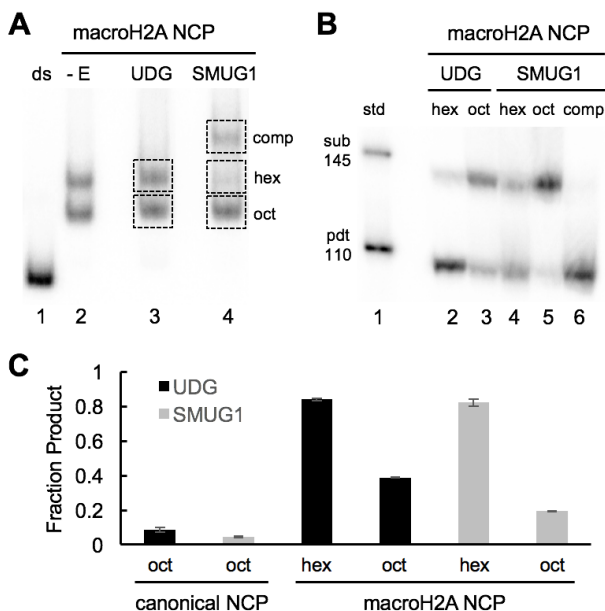 A
macroH2A NCP
ds - E UDG SMUG1
comp
hex
oct
1 2 3 4
B
macroH2A NCP
UDG SMUG1
std hex oct hex oct comp
sub
145
pdt
110
1 2 3 4 5 6
C
1
0.8
0.6
0.4
0.2
0
Fraction Product
UDG
SMUG1
oct oct hex oct hex oct
canonical NCP macroH2A NCP